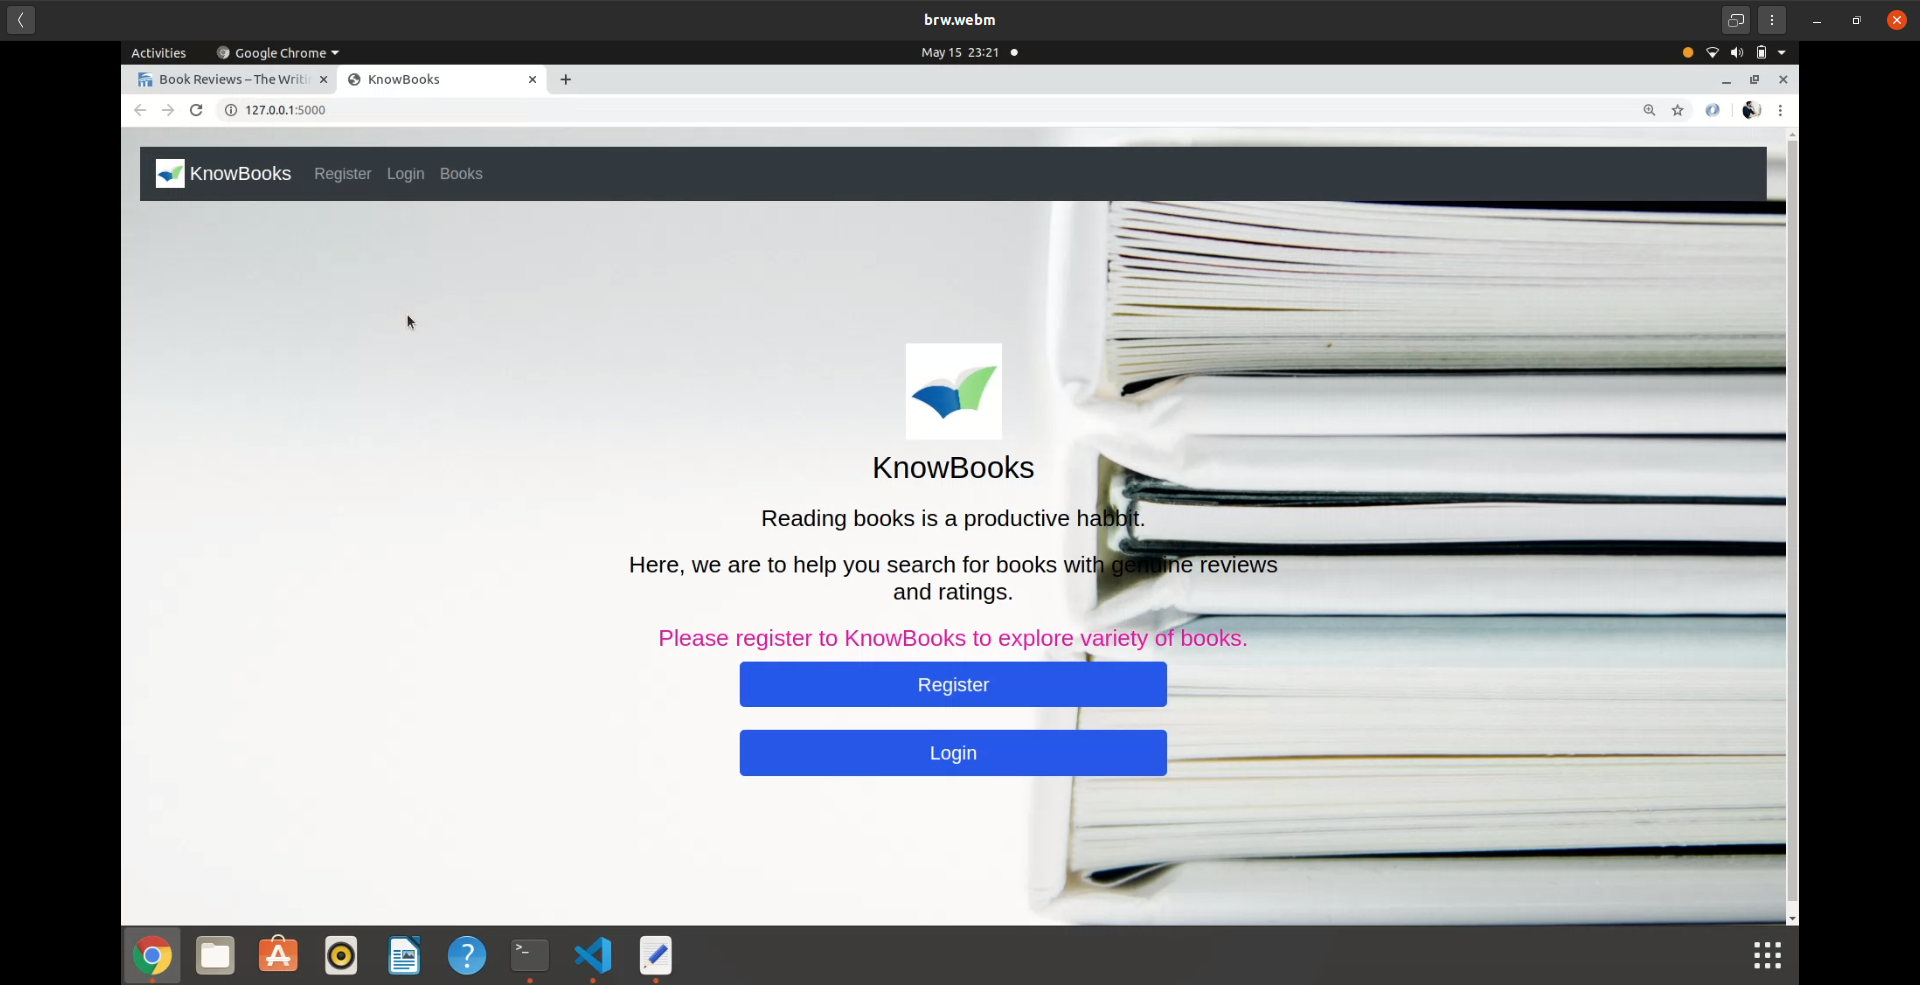 brw.webm
Activities
Google Chrome
May 15 23:21
Book Reviews – The Writi
KnowBooks
127.0.0.1:5000
KnowBooks
Register
Login
Books
KnowBooks
Reading books is a productive habbit.
Here, we are to help you search for books with genuine reviews
and ratings.
Please register to KnowBooks to explore variety of books.
Register
Login